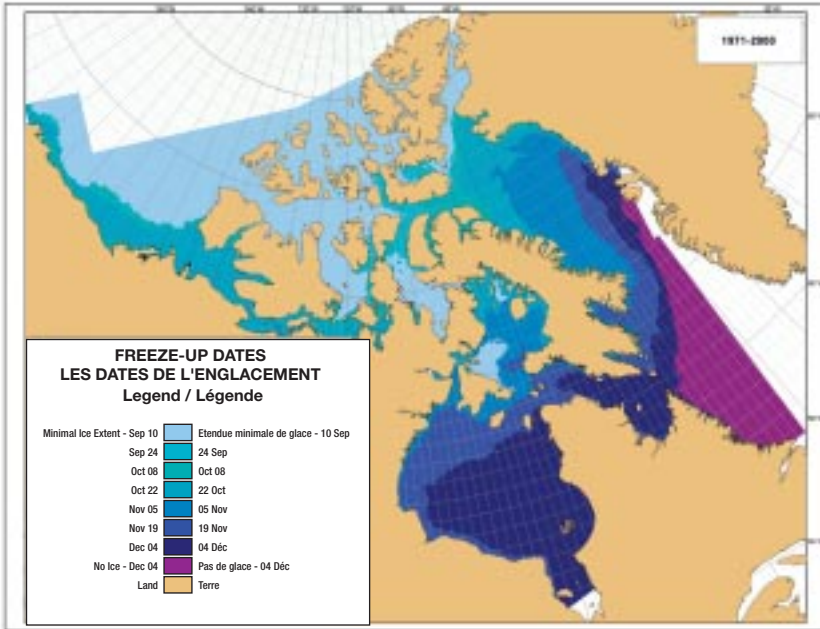 FREEZE-UP DATES
LES DATES DE L'ENGLACEMENT
Legend / Légende
Minimal Ice Extent - Sep 10 Etendue minimale de glace - 10 Sep
Sep 24 24 Sep
Oct 08 Oct 08
Oct 22 22 Oct
Nov 05 05 Nov
Nov 19 19 Nov
Dec 04 04 Déc
No Ice - Dec 04 Pas de glace - 04 Déc
Land Terre